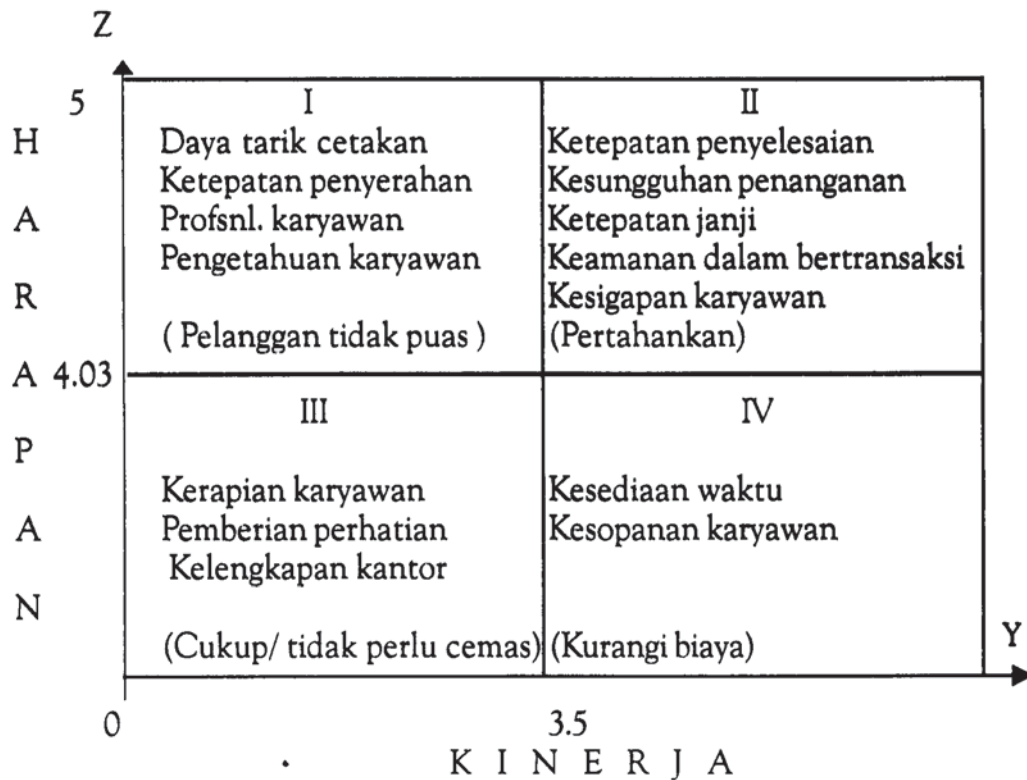 Z
5
HARAPAN
I
Daya tarik cetakan
Ketepatan penyerahan
Profsnl. karyawan
Pengetahuan karyawan
( Pelanggan tidak puas )
II
Ketepatan penyelesaian
Kesungguhan penanganan
Ketepatan janji
Keamanan dalam bertransaksi
Kesigapan karyawan
(Pertahankan)
4.03
III
Kerapian karyawan
Pemberian perhatian
Kelengkapan kantor
(Cukup/ tidak perlu cemas)
IV
Kesediaan waktu
Kesopanan karyawan
(Kurangi biaya)
Y
0
3.5
K I N E R J A